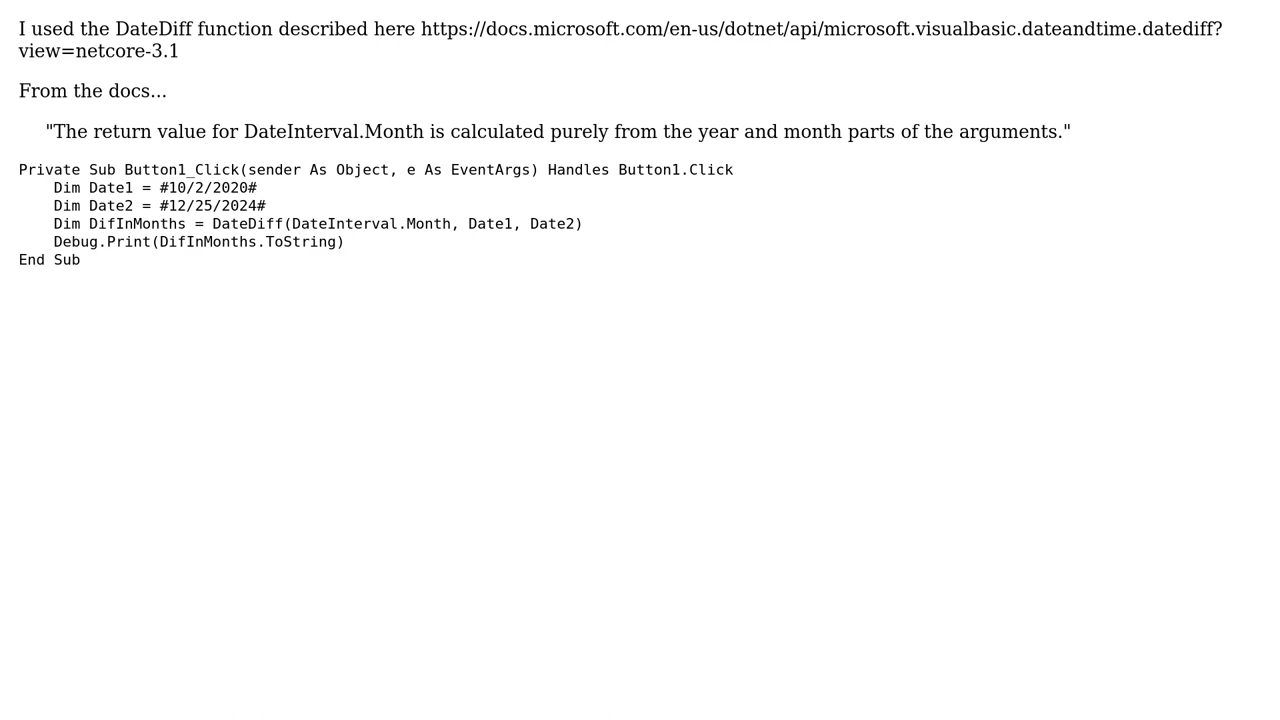 I used the DateDiff function described here https://docs.microsoft.com/en-us/dotnet/api/microsoft.visualbasic.dateandtime.datediff?
view=netcore-3.1
From the docs...
"The return value for DateInterval.Month is calculated purely from the year and month parts of the arguments."
Private Sub Button1_Click(sender As Object, e As EventArgs) Handles Button1.Click
    Dim Date1 = #10/2/2020#
    Dim Date2 = #12/25/2024#
    Dim DifInMonths = DateDiff(DateInterval.Month, Date1, Date2)
    Debug.Print(DifInMonths.ToString)
End Sub